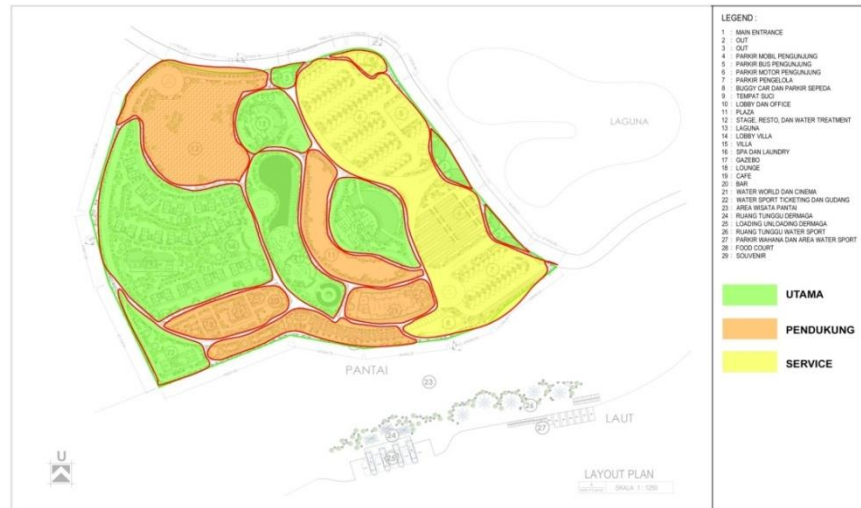 LEGEND :
1 : MAIN ENTRANCE
2 : OUT
3 : OUT
4 : PARKIR MOBIL PENGUNJUNG
5 : PARKIR BUS PENGUNJUNG
6 : PARKIR MOTOR PENGUNJUNG
7 : PARKIR PENGELOLA
8 : BUGGY CAR DAN PARKIR SEPEDA
9 : TEMPAT SUCI
10 : LOBBY DAN OFFICE
11 : PLAZA
12 : STAGE, RESTO, DAN WATER TREATMENT
13 : LAGUNA
14 : LOBBY VILLA
15 : VILLA
16 : SPA DAN LAUNDRY
17 : GAZEBO
18 : LOUNGE
19 : CAFE
20 : BAR
21 : WATER WORLD DAN CINEMA
22 : WATER SPORT TICKETING DAN GUDANG
23 : AREA WISATA PANTAI
24 : RUANG TUNGGU DERMAGA
25 : LOADING UNLOADING DERMAGA
26 : RUANG TUNGGU WATER SPORT
27 : PARKIR WAHANA DAN AREA WATER SPORT
28 : FOOD COURT
29 : SOUVENIR
UTAMA
PENDUKUNG
SERVICE
LAGUNA
PANTAI
23
LAUT
27
U
LAYOUT PLAN
SKALA 1 : 1250